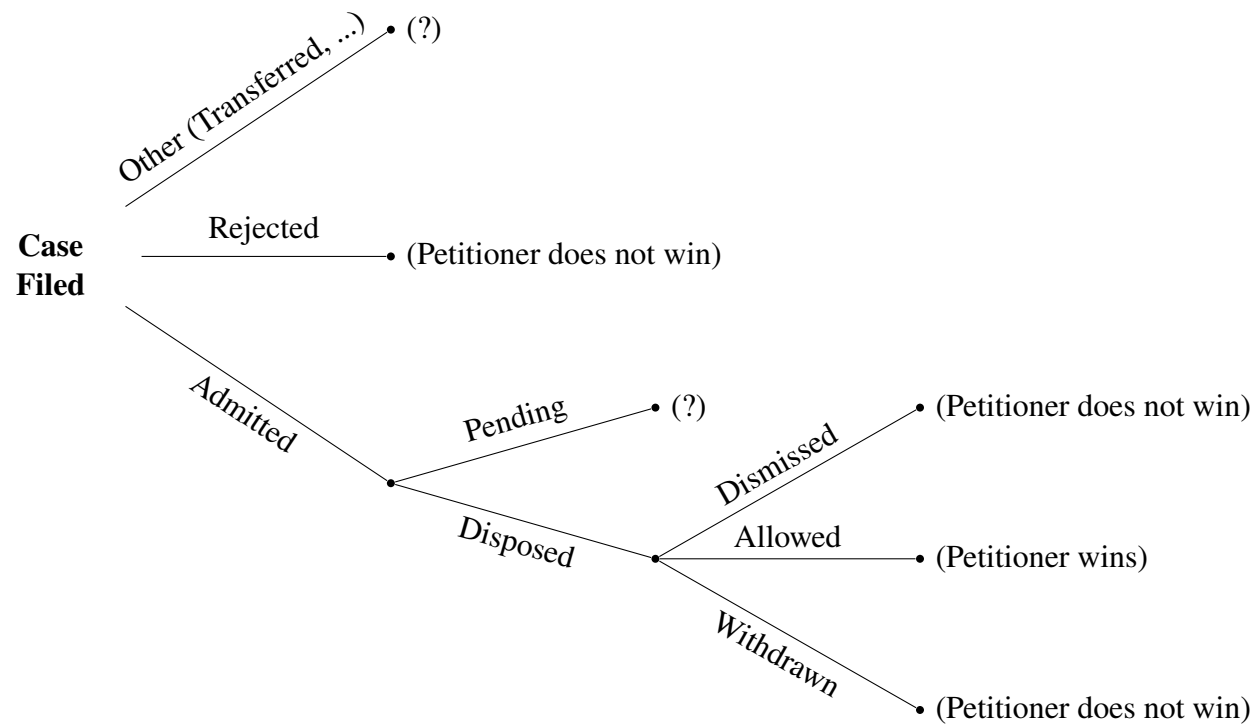 Other (Transferred, ...)
(?)
Rejected
(Petitioner does not win)
Case
Filed
Admitted
Pending
(?)
Disposed
Dismissed
(Petitioner does not win)
Allowed
(Petitioner wins)
Withdrawn
(Petitioner does not win)